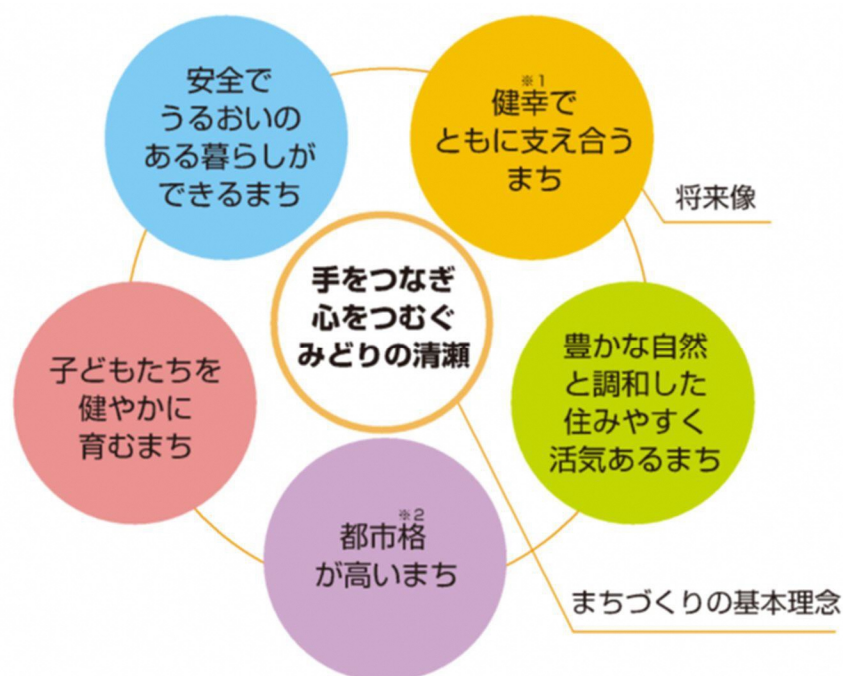 安全で
うるおいの
ある暮らしが
できるまち
※1
健幸で
ともに支え合う
まち
将来像
手をつなぎ
心をつむぐ
みどりの清瀬
子どもたちを
健やかに
育むまち
豊かな自然
と調和した
住みやすく
活気あるまち
※2
都市格
が高いまち
まちづくりの基本理念